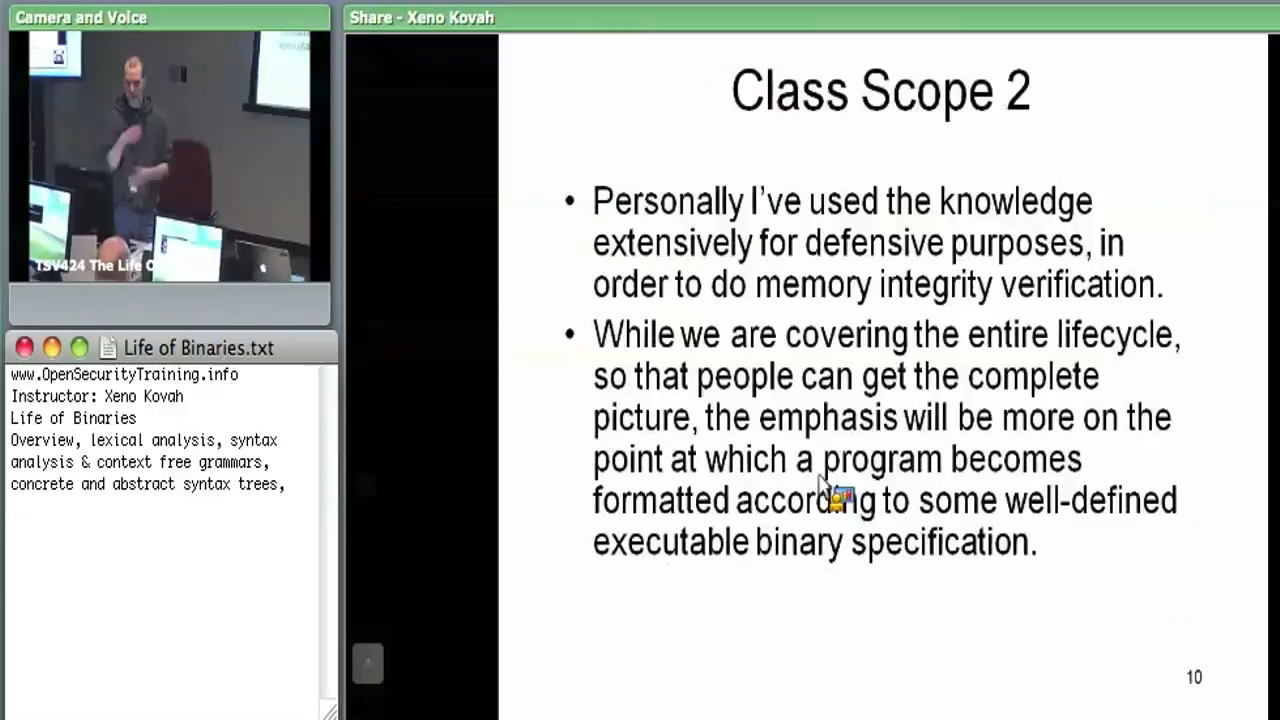 Camera and Voice
Share - Xeno Kovah
TSV424 The Life O
Life of Binaries.txt
www.OpenSecurityTraining.info
Instructor: Xeno Kovah
Life of Binaries
Overview, lexical analysis, syntax
analysis & context free grammars,
concrete and abstract syntax trees,
Class Scope 2
• Personally I've used the knowledge
extensively for defensive purposes, in
order to do memory integrity verification.
• While we are covering the entire lifecycle,
so that people can get the complete
picture, the emphasis will be more on the
point at which a program becomes
formatted according to some well-defined
executable binary specification.
10